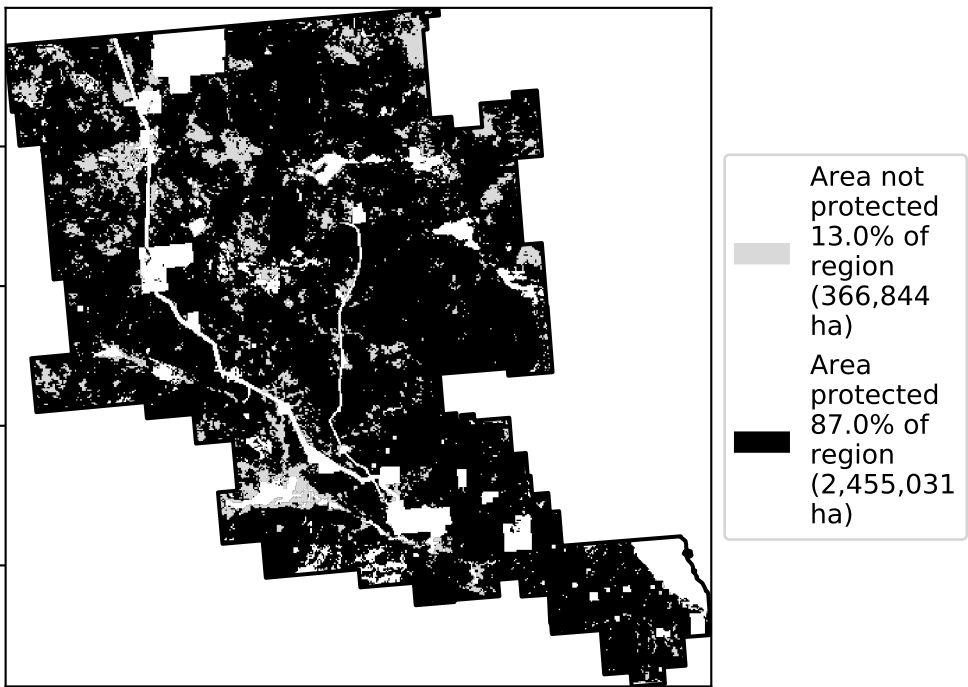 Area not
protected
13.0% of
region
(366,844
ha)
Area
protected
87.0% of
region
(2,455,031
ha)